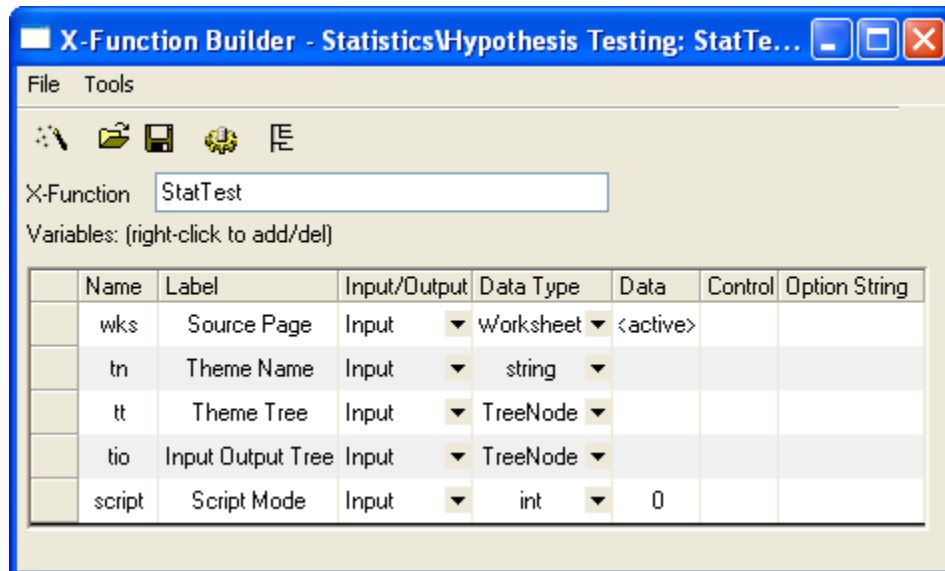 X-Function Builder - Statistics\Hypothesis Testing: StatTe...
File Tools
X-Function StatTest
Variables: (right-click to add/del)
Name Label Input/Output Data Type Data Control Option String
wks Source Page Input Worksheet <active>
tn Theme Name Input string
tt Theme Tree Input TreeNode
tio Input Output Tree Input TreeNode
script Script Mode Input int 0